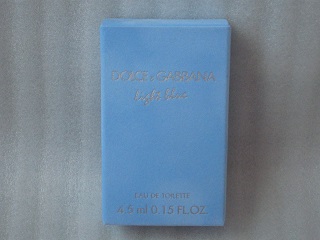 DOLCE & GABBANA
light blue
EAU DE TOILETTE
4.5 ml 0.15 FL.OZ.